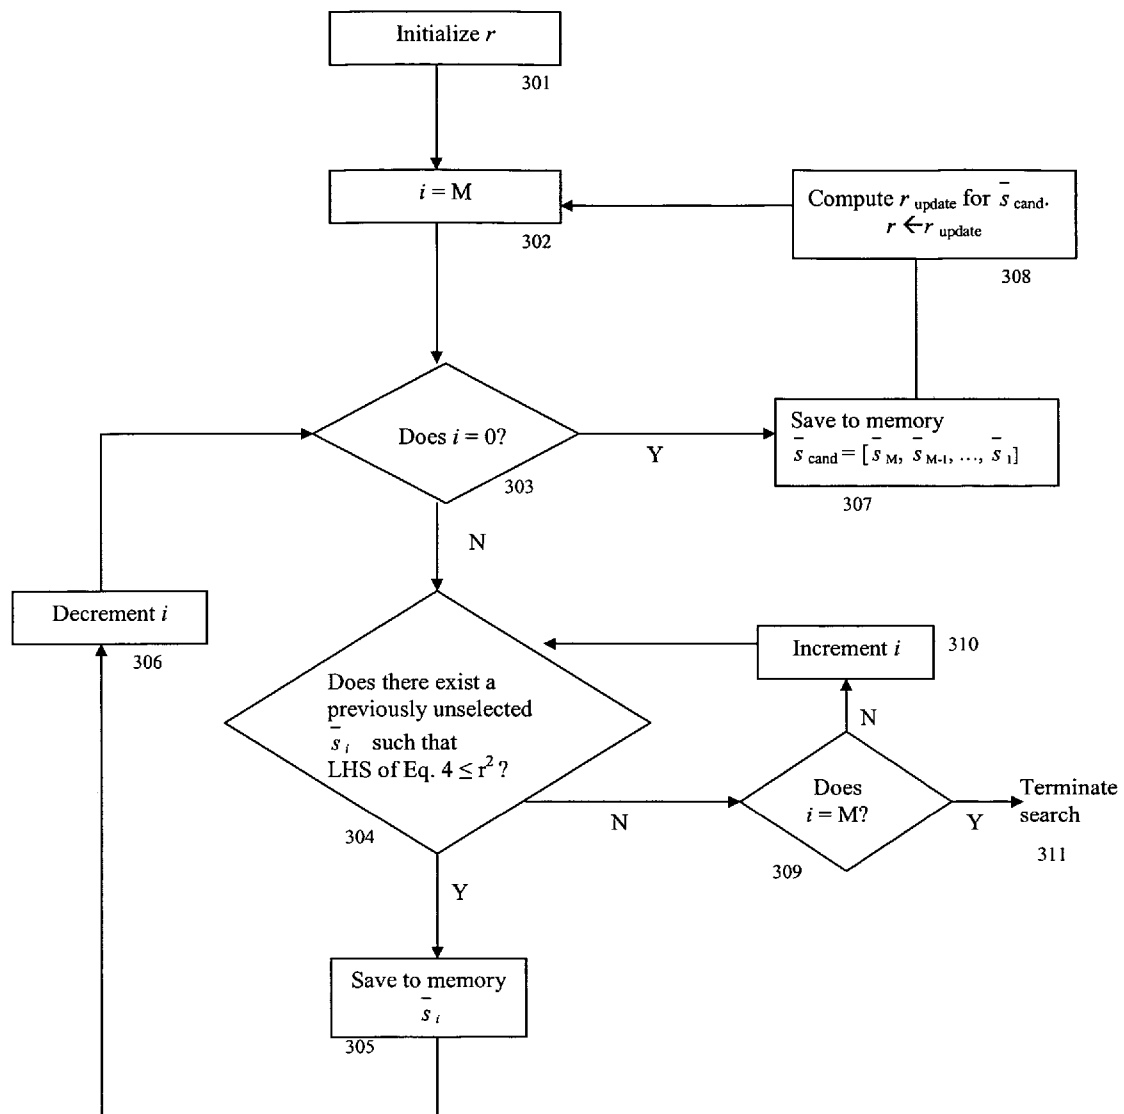 Initialize r
301
i = M
302
Compute r update for s̅ cand.
r ← r update
308
Does i = 0?
303
Y
Save to memory
s̅ cand = [ s̅ M, s̅ M-1, ..., s̅ 1]
307
N
Decrement i
306
Increment i
310
Does there exist a
previously unselected
s̅ i such that
LHS of Eq. 4 ≤ r² ?
304
N
N
Does
i = M?
309
Y
Terminate
search
311
Y
Save to memory
s̅ i
305